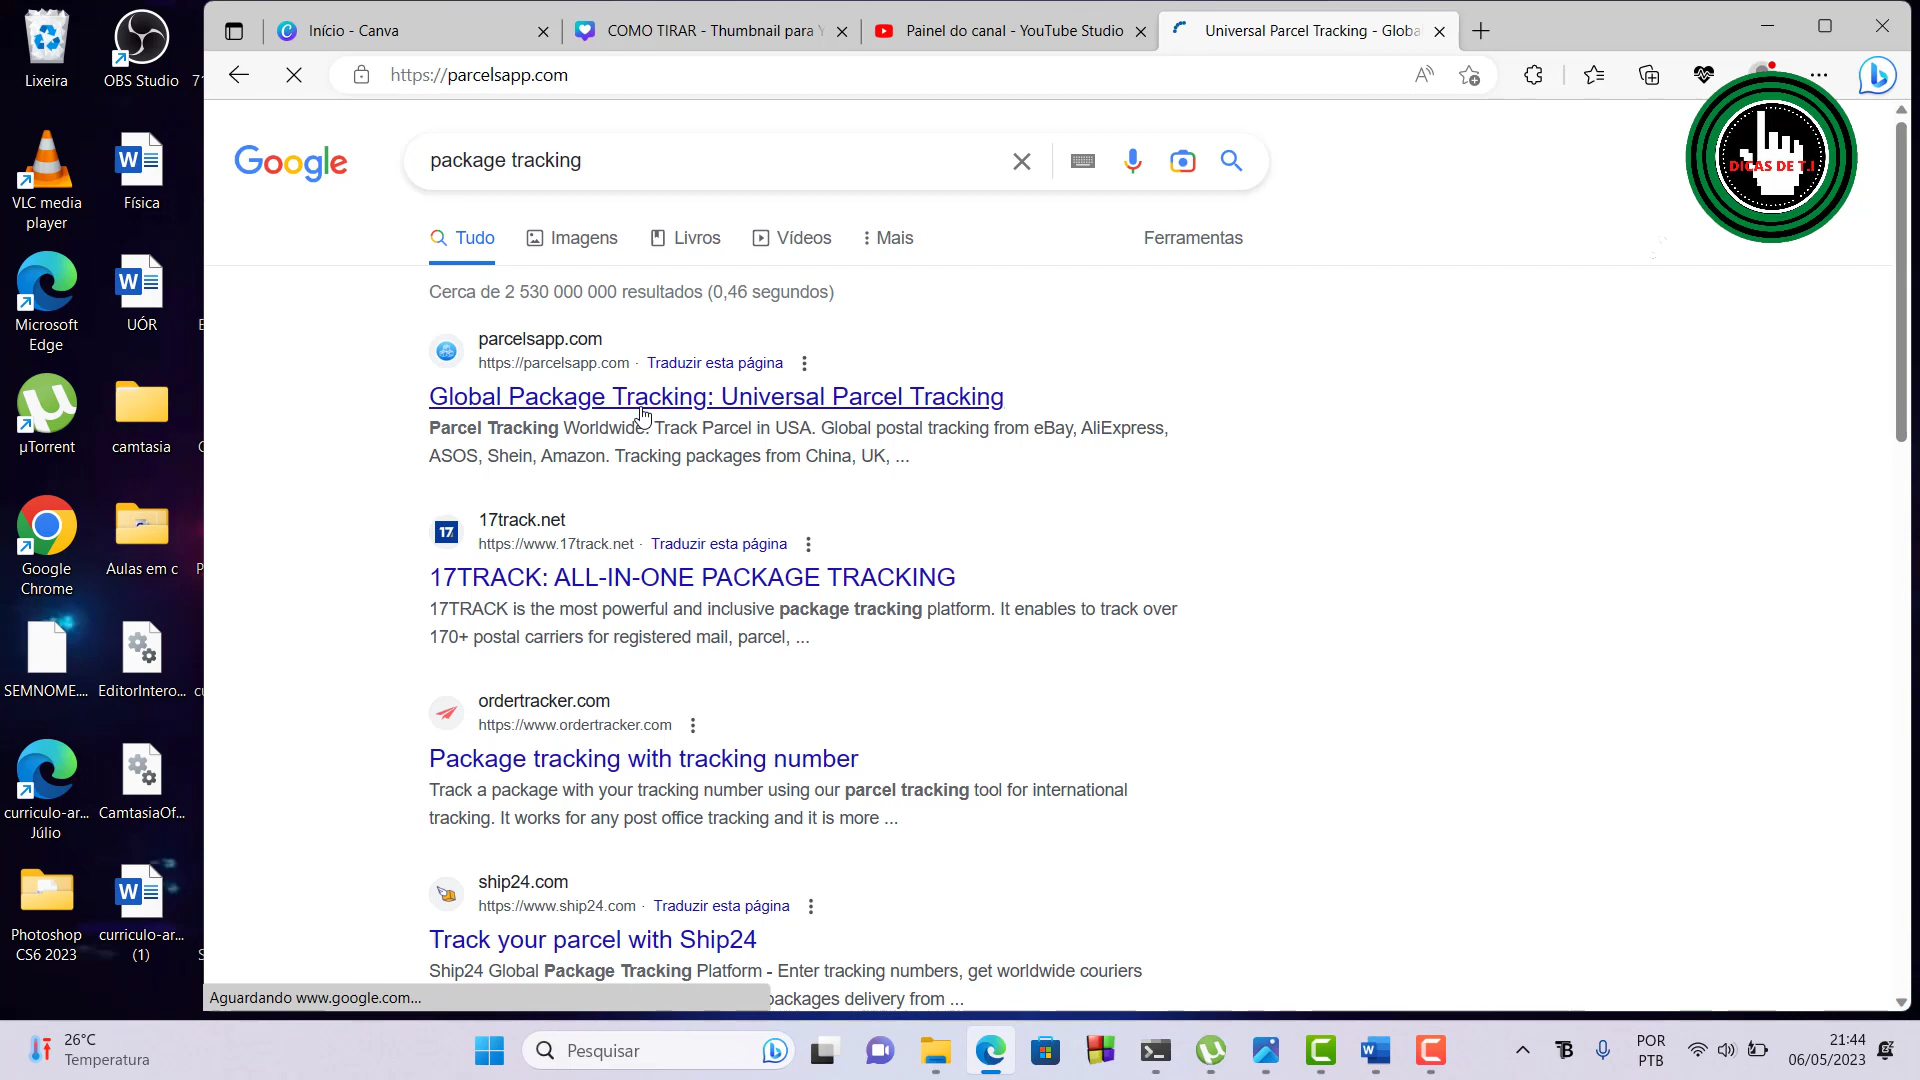 Início - Canva
COMO TIRAR - Thumbnail para Y
Painel do canal - YouTube Studio
Universal Parcel Tracking - Globa
https://parcelsapp.com
Lixeira
OBS Studio
71
VLC media
player
Física
Microsoft
Edge
UÓR
E
µTorrent
camtasia
C
Google
Chrome
Aulas em c
P
SEMNOME....
EditorIntero...
cu
curriculo-ar...
Júlio
CamtasiaOf...
Photoshop
CS6 2023
curriculo-ar...
(1)
S
DICAS DE T.I
Google
package tracking
Tudo
Imagens
Livros
Vídeos
Mais
Ferramentas
Cerca de 2 530 000 000 resultados (0,46 segundos)
parcelsapp.com
https://parcelsapp.com · Traduzir esta página
Global Package Tracking: Universal Parcel Tracking
Parcel Tracking Worldwide. Track Parcel in USA. Global postal tracking from eBay, AliExpress,
ASOS, Shein, Amazon. Tracking packages from China, UK, ...
17
17track.net
https://www.17track.net · Traduzir esta página
17TRACK: ALL-IN-ONE PACKAGE TRACKING
17TRACK is the most powerful and inclusive package tracking platform. It enables to track over
170+ postal carriers for registered mail, parcel, ...
ordertracker.com
https://www.ordertracker.com
Package tracking with tracking number
Track a package with your tracking number using our parcel tracking tool for international
tracking. It works for any post office tracking and it is more ...
ship24.com
https://www.ship24.com · Traduzir esta página
Track your parcel with Ship24
Ship24 Global Package Tracking Platform - Enter tracking numbers, get worldwide couriers
packages delivery from ...
Aguardando www.google.com...
26°C
Temperatura
Pesquisar
POR
PTB
21:44
06/05/2023